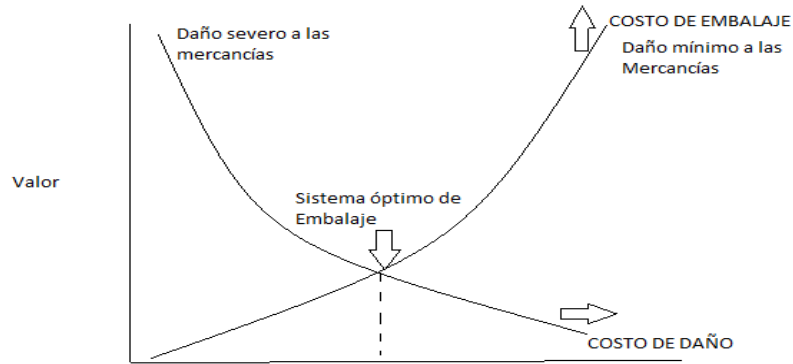 COSTO DE EMBALAJE
Daño severo a las
mercancías
Daño mínimo a las
Mercancías
Valor
Sistema óptimo de
Embalaje
COSTO DE DAÑO